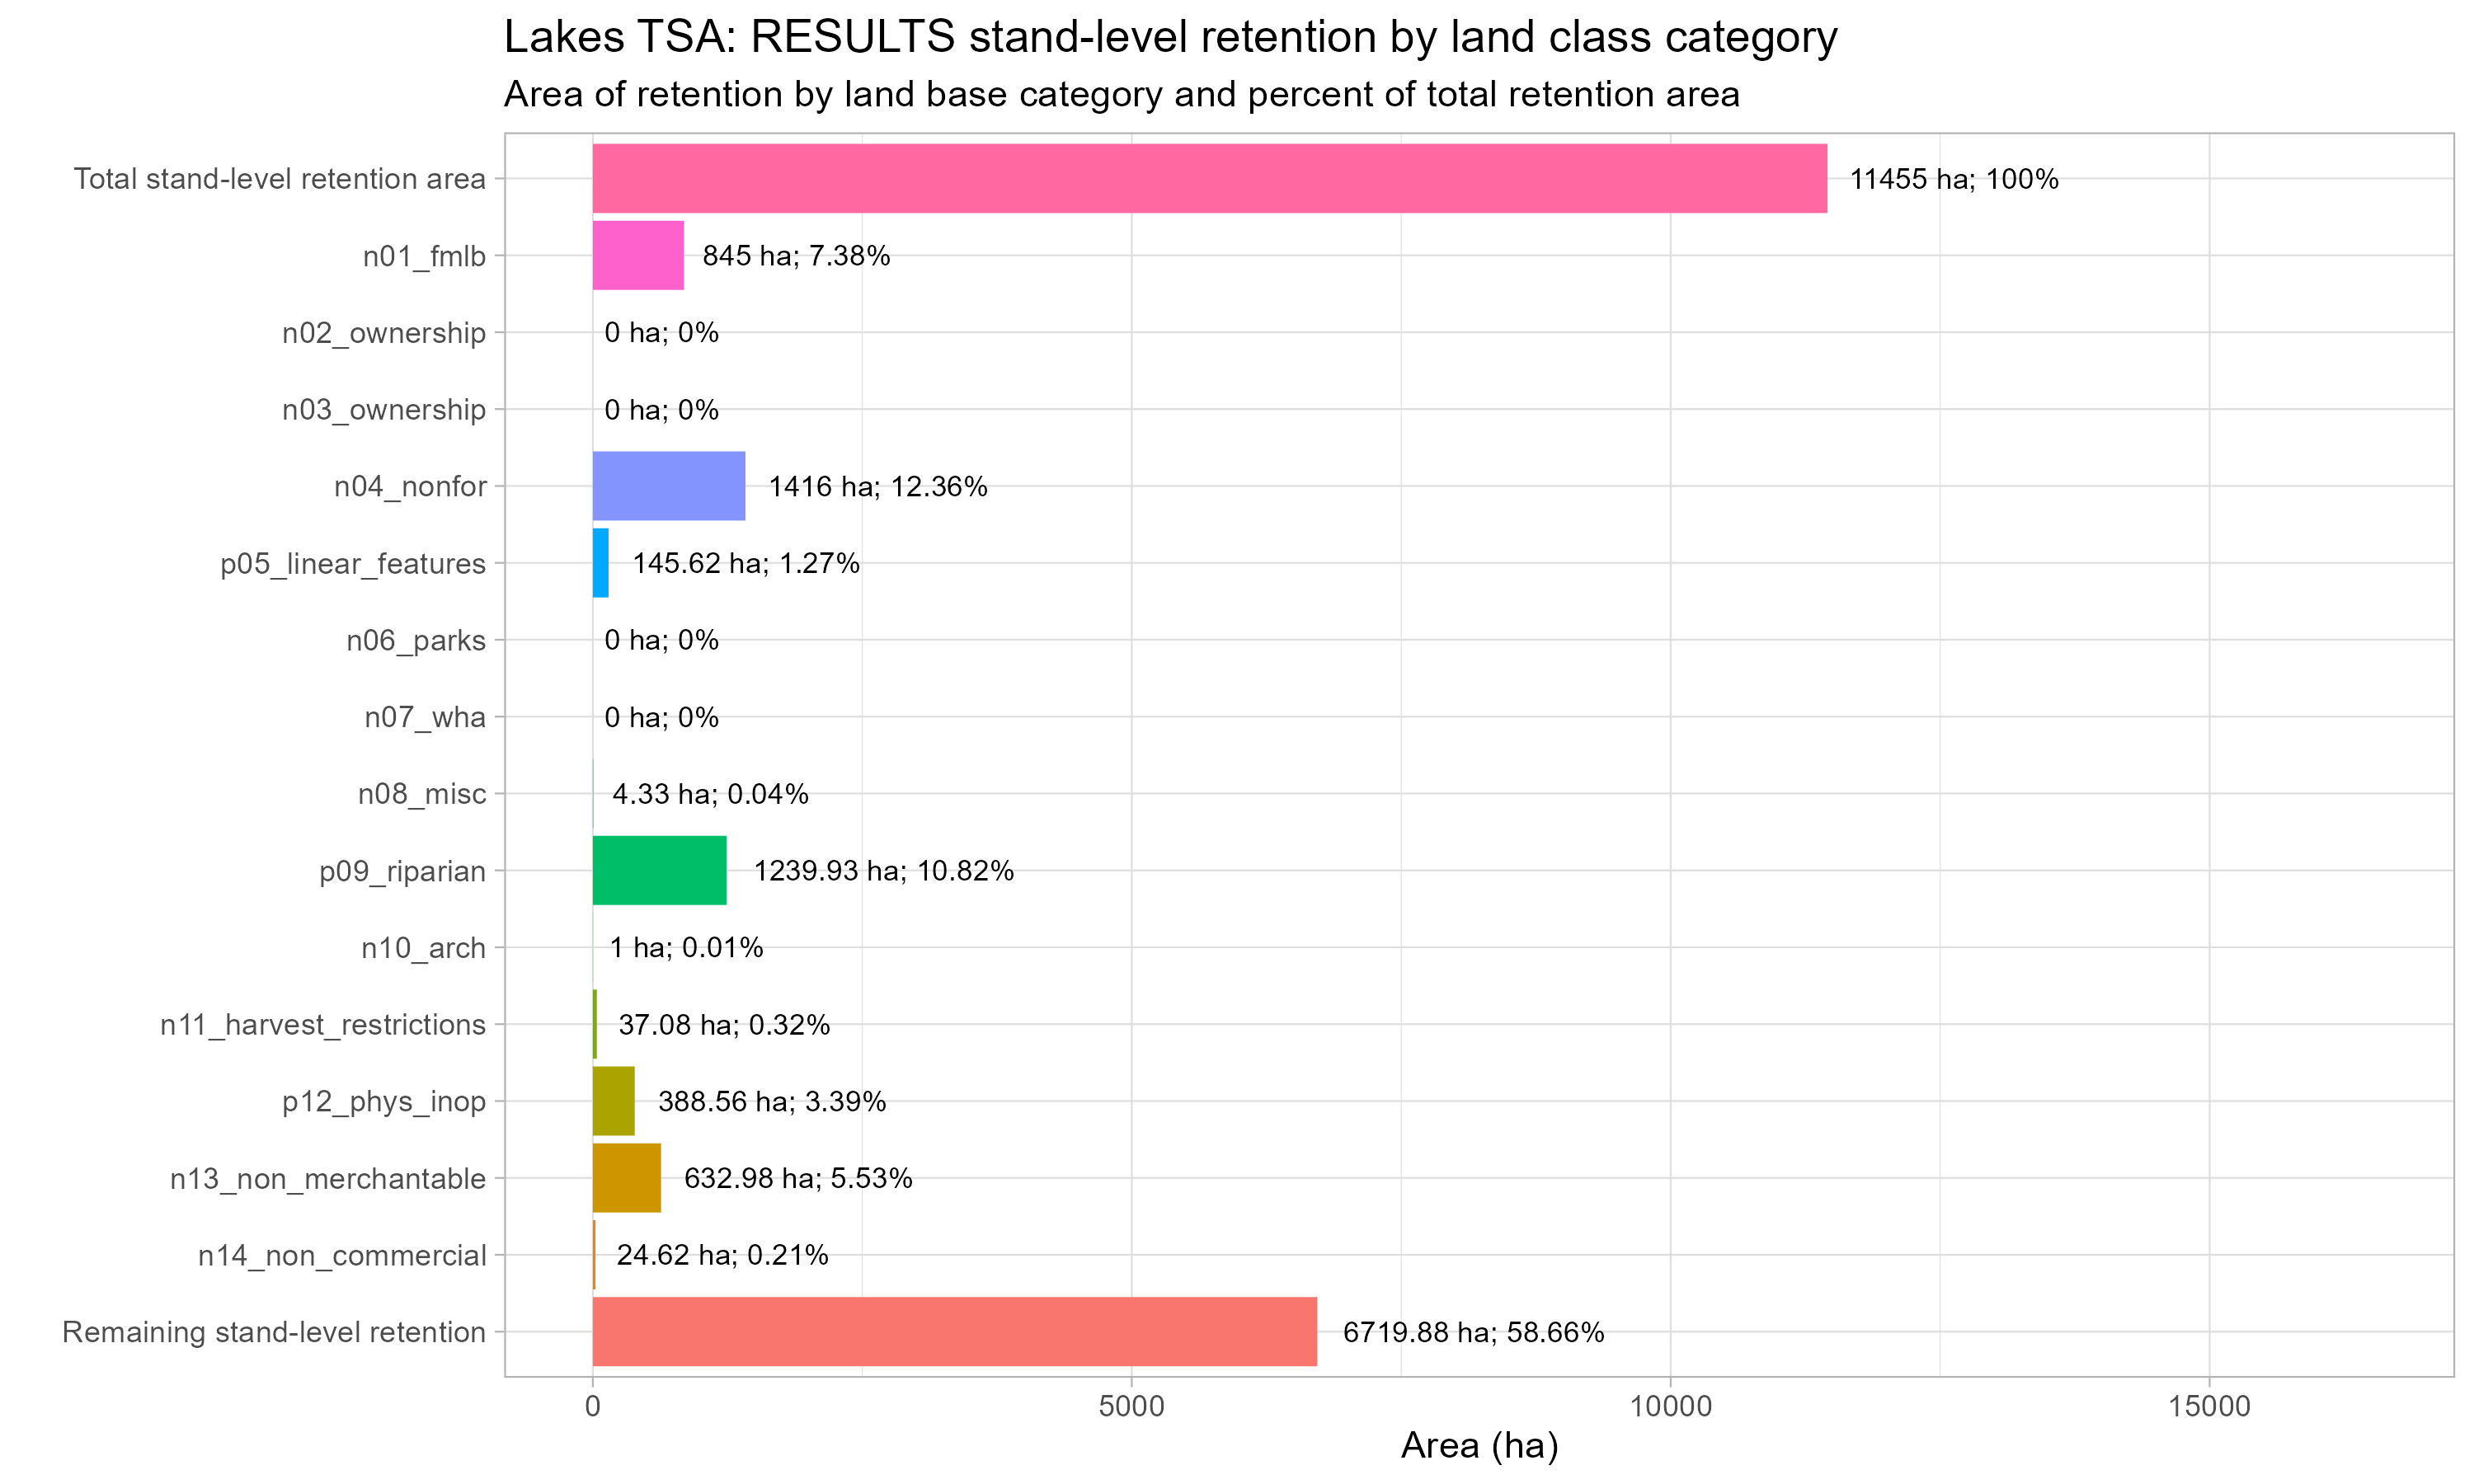 Lakes TSA: RESULTS stand-level retention by land class category
Area of retention by land base category and percent of total retention area
Total stand-level retention area 11455 ha; 100%
n01_fmlb 845 ha; 7.38%
n02_ownership 0 ha; 0%
n03_ownership 0 ha; 0%
n04_nonfor 1416 ha; 12.36%
p05_linear_features 145.62 ha; 1.27%
n06_parks 0 ha; 0%
n07_wha 0 ha; 0%
n08_misc 4.33 ha; 0.04%
p09_riparian 1239.93 ha; 10.82%
n10_arch 1 ha; 0.01%
n11_harvest_restrictions 37.08 ha; 0.32%
p12_phys_inop 388.56 ha; 3.39%
n13_non_merchantable 632.98 ha; 5.53%
n14_non_commercial 24.62 ha; 0.21%
Remaining stand-level retention 6719.88 ha; 58.66%
0 5000 10000 15000
Area (ha)